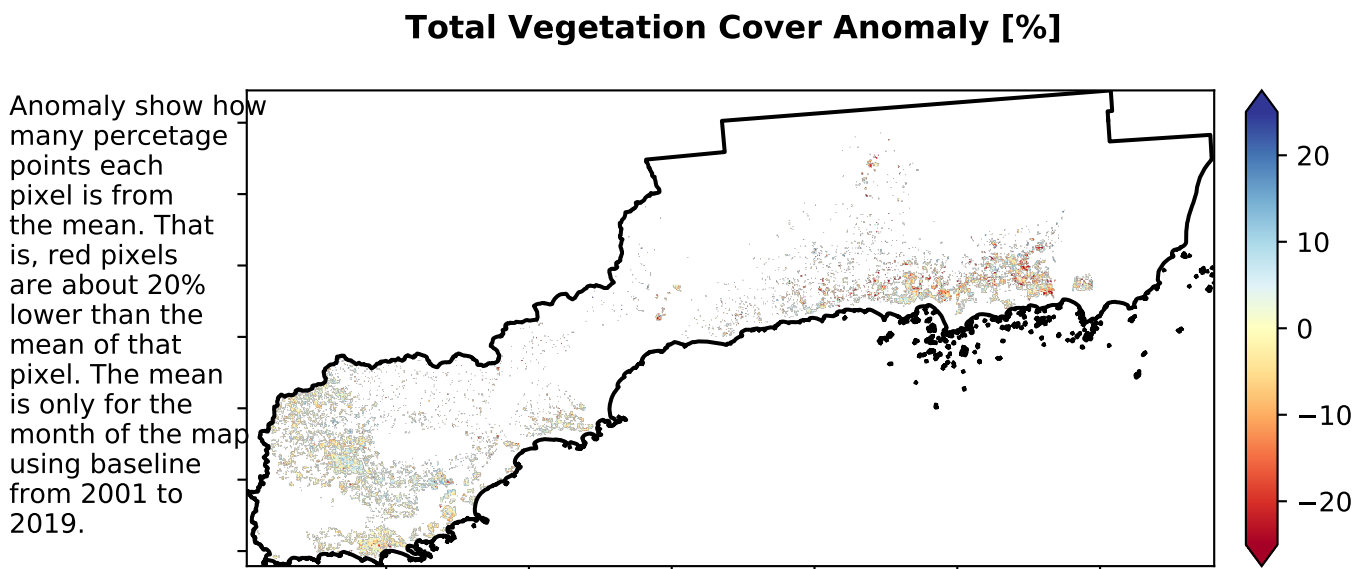 Total Vegetation Cover Anomaly [%]
Anomaly show how
many percetage
points each
pixel is from
the mean. That
is, red pixels
are about 20%
lower than the
mean of that
pixel. The mean
is only for the
month of the map
using baseline
from 2001 to
2019.
20
10
0
−10
−20